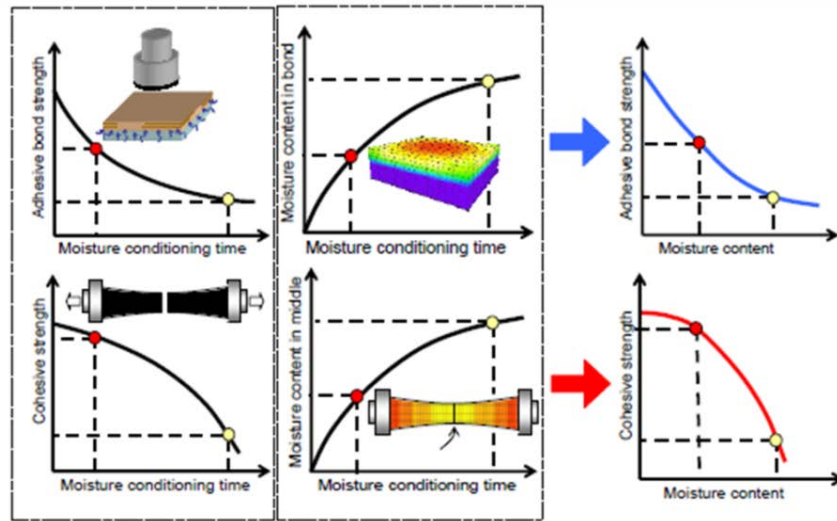 Adhesive bond strength
Moisture conditioning time
Moisture content in bond
Moisture conditioning time
Adhesive bond strength
Moisture content
Cohesive strength
Moisture conditioning time
Moisture content in middle
Moisture conditioning time
Cohesive strength
Moisture content